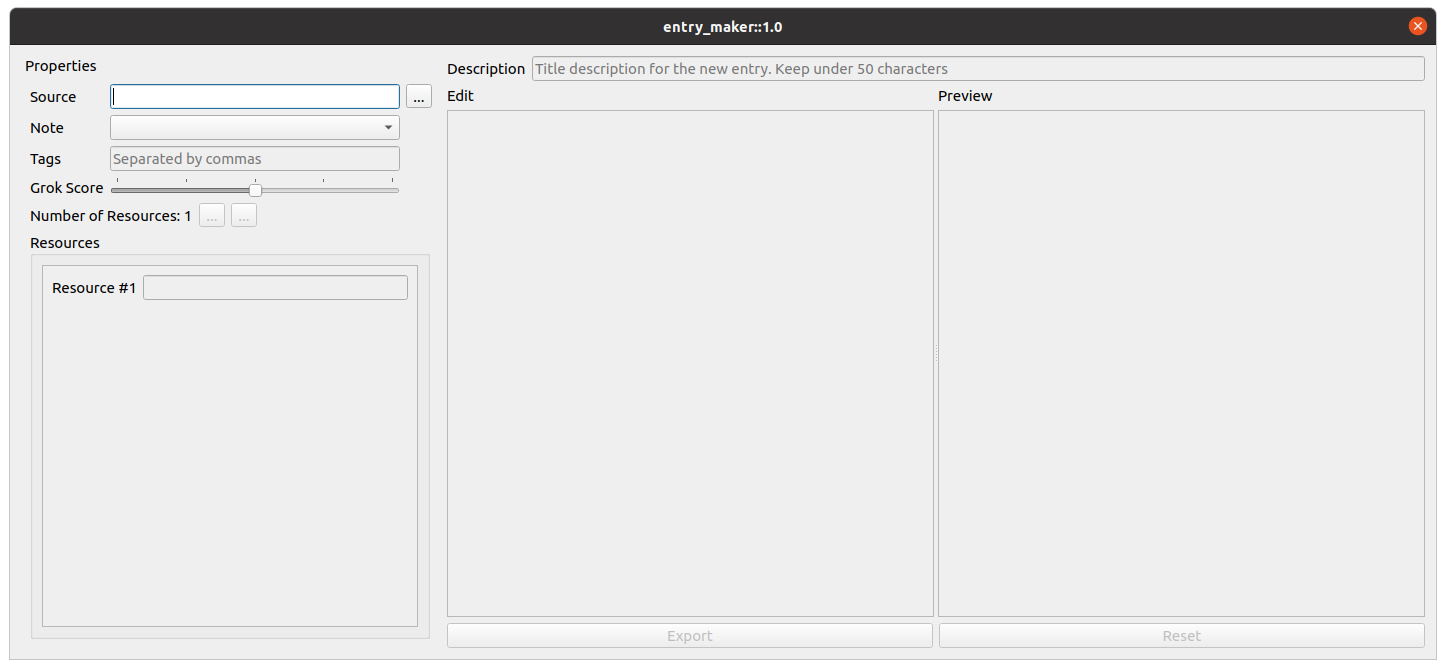 entry_maker::1.0
Properties
Source
...
Note
Tags
Separated by commas
Grok Score
Number of Resources: 1
...
...
Resources
Resource #1
Description
Title description for the new entry. Keep under 50 characters
Edit
Preview
Export
Reset